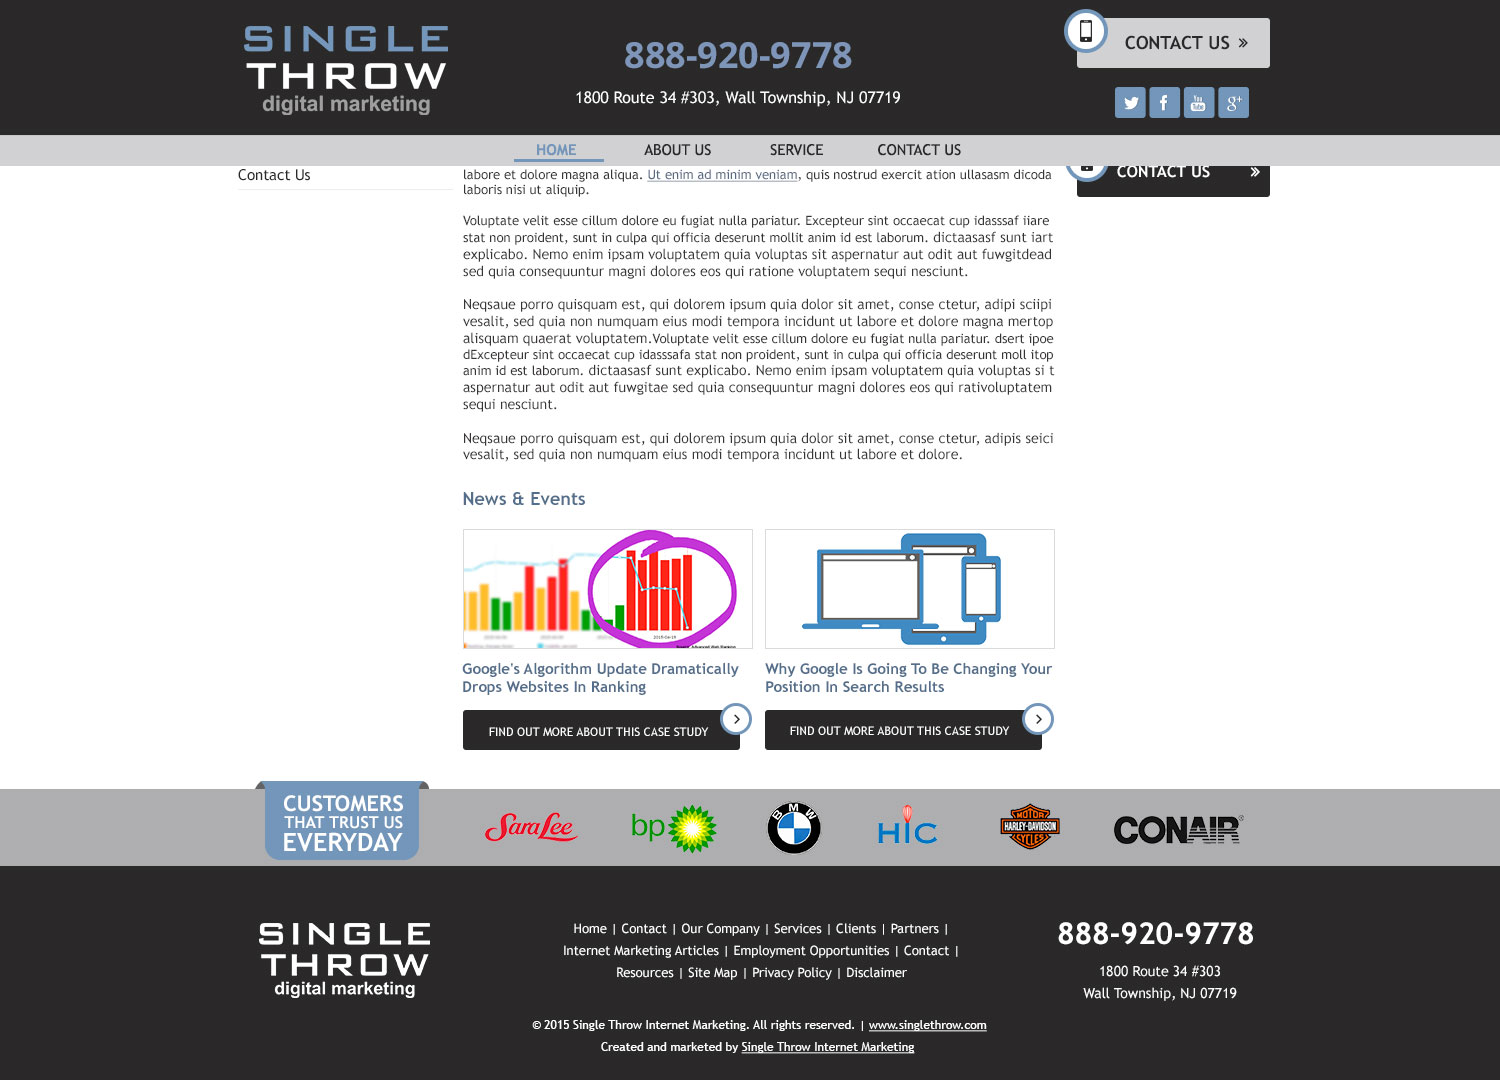 SINGLE
THROW
digital marketing
888-920-9778
1800 Route 34 #303, Wall Township, NJ 07719
CONTACT US »
You
Tube
g+
HOME
ABOUT US
SERVICE
CONTACT US
Contact Us
CONTACT US »
labore et dolore magna aliqua. Ut enim ad minim veniam, quis nostrud exercit ation ullasasm dicoda
laboris nisi ut aliquip.
Voluptate velit esse cillum dolore eu fugiat nulla pariatur. Excepteur sint occaecat cup idasssaf iiare
stat non proident, sunt in culpa qui officia deserunt mollit anim id est laborum. dictaasasf sunt iart
explicabo. Nemo enim ipsam voluptatem quia voluptas sit aspernatur aut odit aut fuwgitdead
sed quia consequuntur magni dolores eos qui ratione voluptatem sequi nesciunt.
Neqsaue porro quisquam est, qui dolorem ipsum quia dolor sit amet, conse ctetur, adipi sciipi
vesalit, sed quia non numquam eius modi tempora incidunt ut labore et dolore magna mertop
alisquam quaerat voluptatem.Voluptate velit esse cillum dolore eu fugiat nulla pariatur. dsert ipoe
dExcepteur sint occaecat cup idasssafa stat non proident, sunt in culpa qui officia deserunt moll itop
anim id est laborum. dictaasasf sunt explicabo. Nemo enim ipsam voluptatem quia voluptas si t
aspernatur aut odit aut fuwgitae sed quia consequuntur magni dolores eos qui rativoluptatem
sequi nesciunt.
Neqsaue porro quisquam est, qui dolorem ipsum quia dolor sit amet, conse ctetur, adipis seici
vesalit, sed quia non numquam eius modi tempora incidunt ut labore et dolore.
News & Events
Google's Algorithm Update Dramatically
Drops Websites In Ranking
FIND OUT MORE ABOUT THIS CASE STUDY
Why Google Is Going To Be Changing Your
Position In Search Results
FIND OUT MORE ABOUT THIS CASE STUDY
CUSTOMERS
THAT TRUST US
EVERYDAY
Sara Lee
bp
BMW
HIC
MOTOR
HARLEY-DAVIDSON
CYCLES
CONAIR®
SINGLE
THROW
digital marketing
Home | Contact | Our Company | Services | Clients | Partners |
Internet Marketing Articles | Employment Opportunities | Contact |
Resources | Site Map | Privacy Policy | Disclaimer
888-920-9778
1800 Route 34 #303
Wall Township, NJ 07719
© 2015 Single Throw Internet Marketing. All rights reserved. | www.singlethrow.com
Created and marketed by Single Throw Internet Marketing